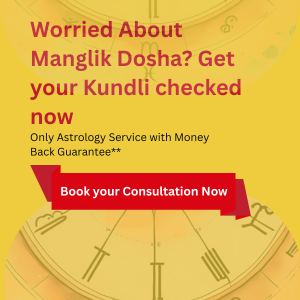 Worried About
Manglik Dosha? Get
your Kundli checked
now
Only Astrology Service with Money
Back Guarantee**
Book your Consultation Now